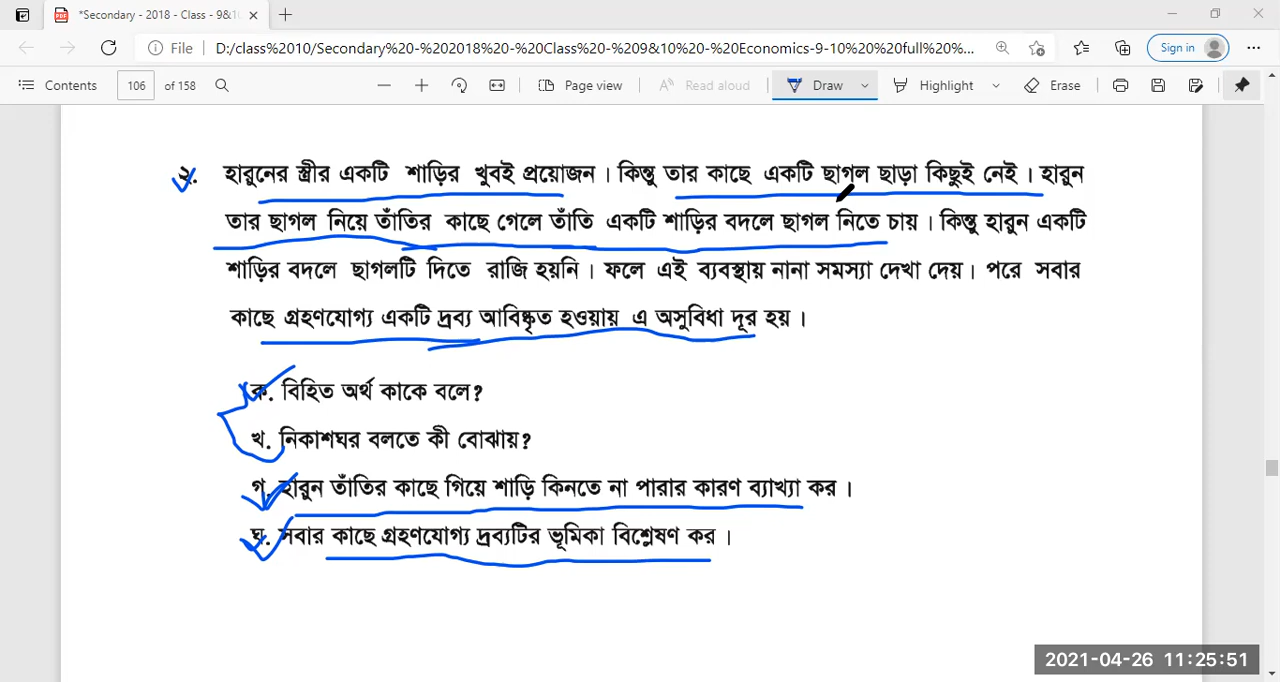 *Secondary - 2018 - Class - 9&1
File D:/class%2010/Secondary%20-%202018%20-%20Class%20-%209&10%20-%20Economics-9-10%20%20full%20%... Sign in
Contents 106 of 158 Page view Read aloud Draw Highlight Erase
২. হারুনের স্ত্রীর একটি শাড়ির খুবই প্রয়োজন। কিন্তু তার কাছে একটি ছাগল ছাড়া কিছুই নেই। হারুন
তার ছাগল নিয়ে তাঁতির কাছে গেলে তাঁতি একটি শাড়ির বদলে ছাগল নিতে চায়। কিন্তু হারুন একটি
শাড়ির বদলে ছাগলটি দিতে রাজি হয়নি। ফলে এই ব্যবস্থায় নানা সমস্যা দেখা দেয়। পরে সবার
কাছে গ্রহণযোগ্য একটি দ্রব্য আবিষ্কৃত হওয়ায় এ অসুবিধা দূর হয়।
ক. বিহিত অর্থ কাকে বলে?
খ. নিকাশঘর বলতে কী বোঝায়?
গ. হারুন তাঁতির কাছে গিয়ে শাড়ি কিনতে না পারার কারণ ব্যাখ্যা কর।
ঘ. সবার কাছে গ্রহণযোগ্য দ্রব্যটির ভূমিকা বিশ্লেষণ কর।
2021-04-26 11:25:51